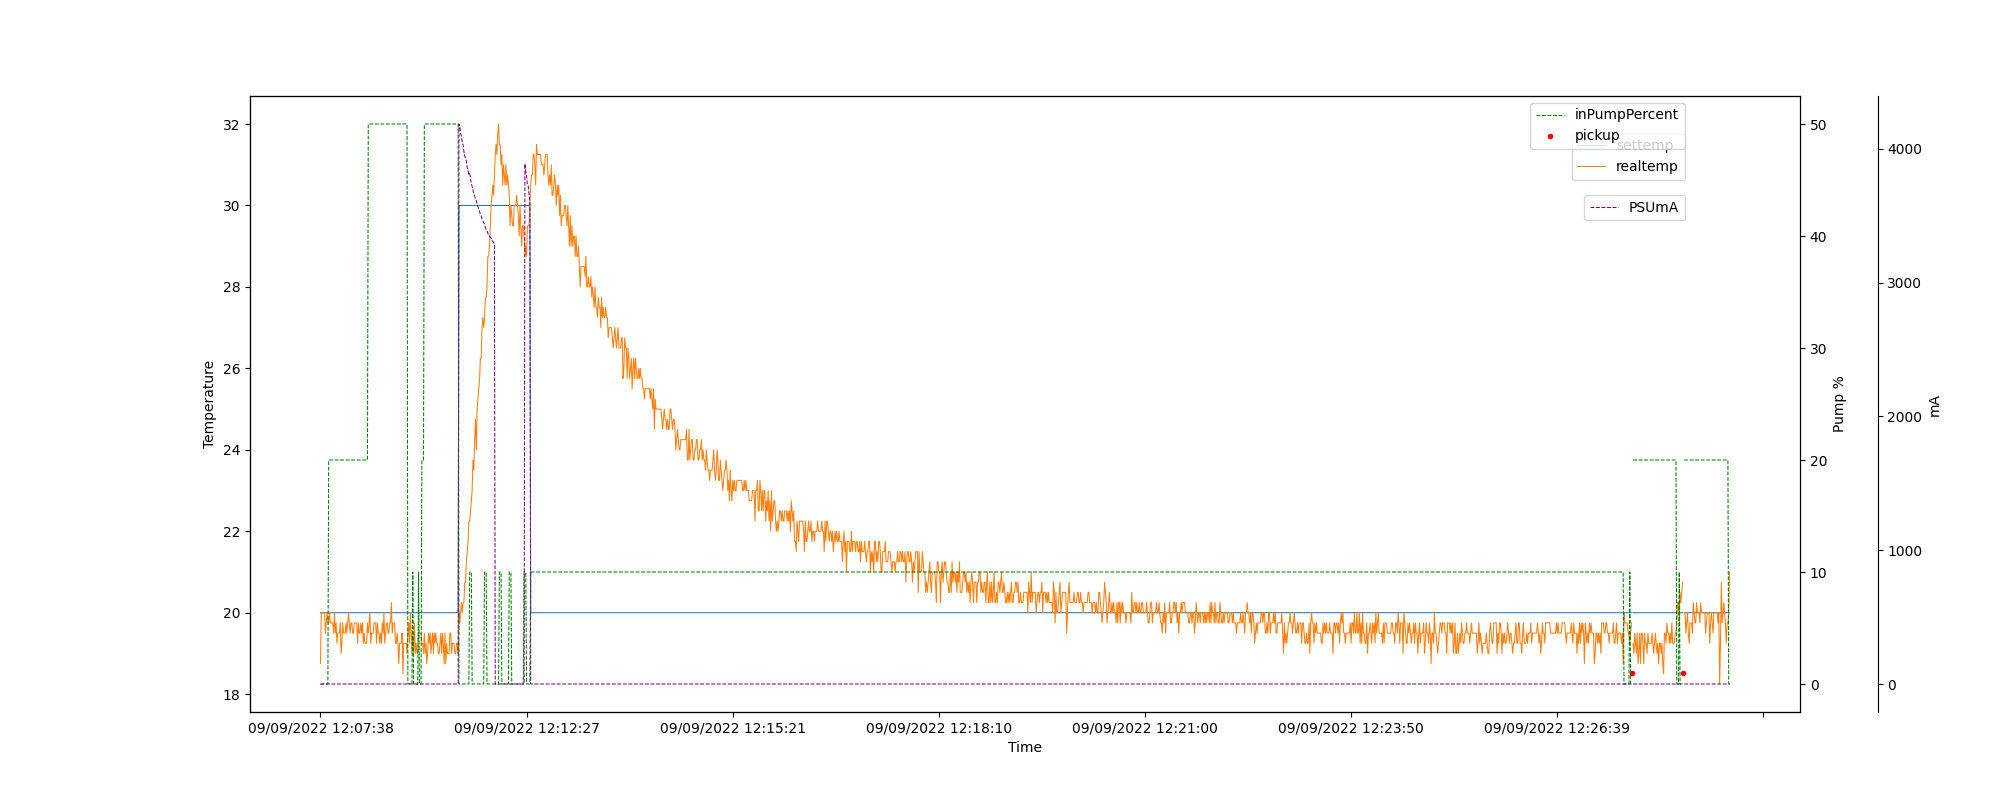 inPumpPercent
pickup
settemp
realtemp
PSUmA
32
30
28
26
24
22
20
18
Temperature
50
40
30
20
10
0
Pump %
4000
3000
2000
1000
0
mA
09/09/2022 12:07:38
09/09/2022 12:12:27
09/09/2022 12:15:21
09/09/2022 12:18:10
09/09/2022 12:21:00
09/09/2022 12:23:50
09/09/2022 12:26:39
Time